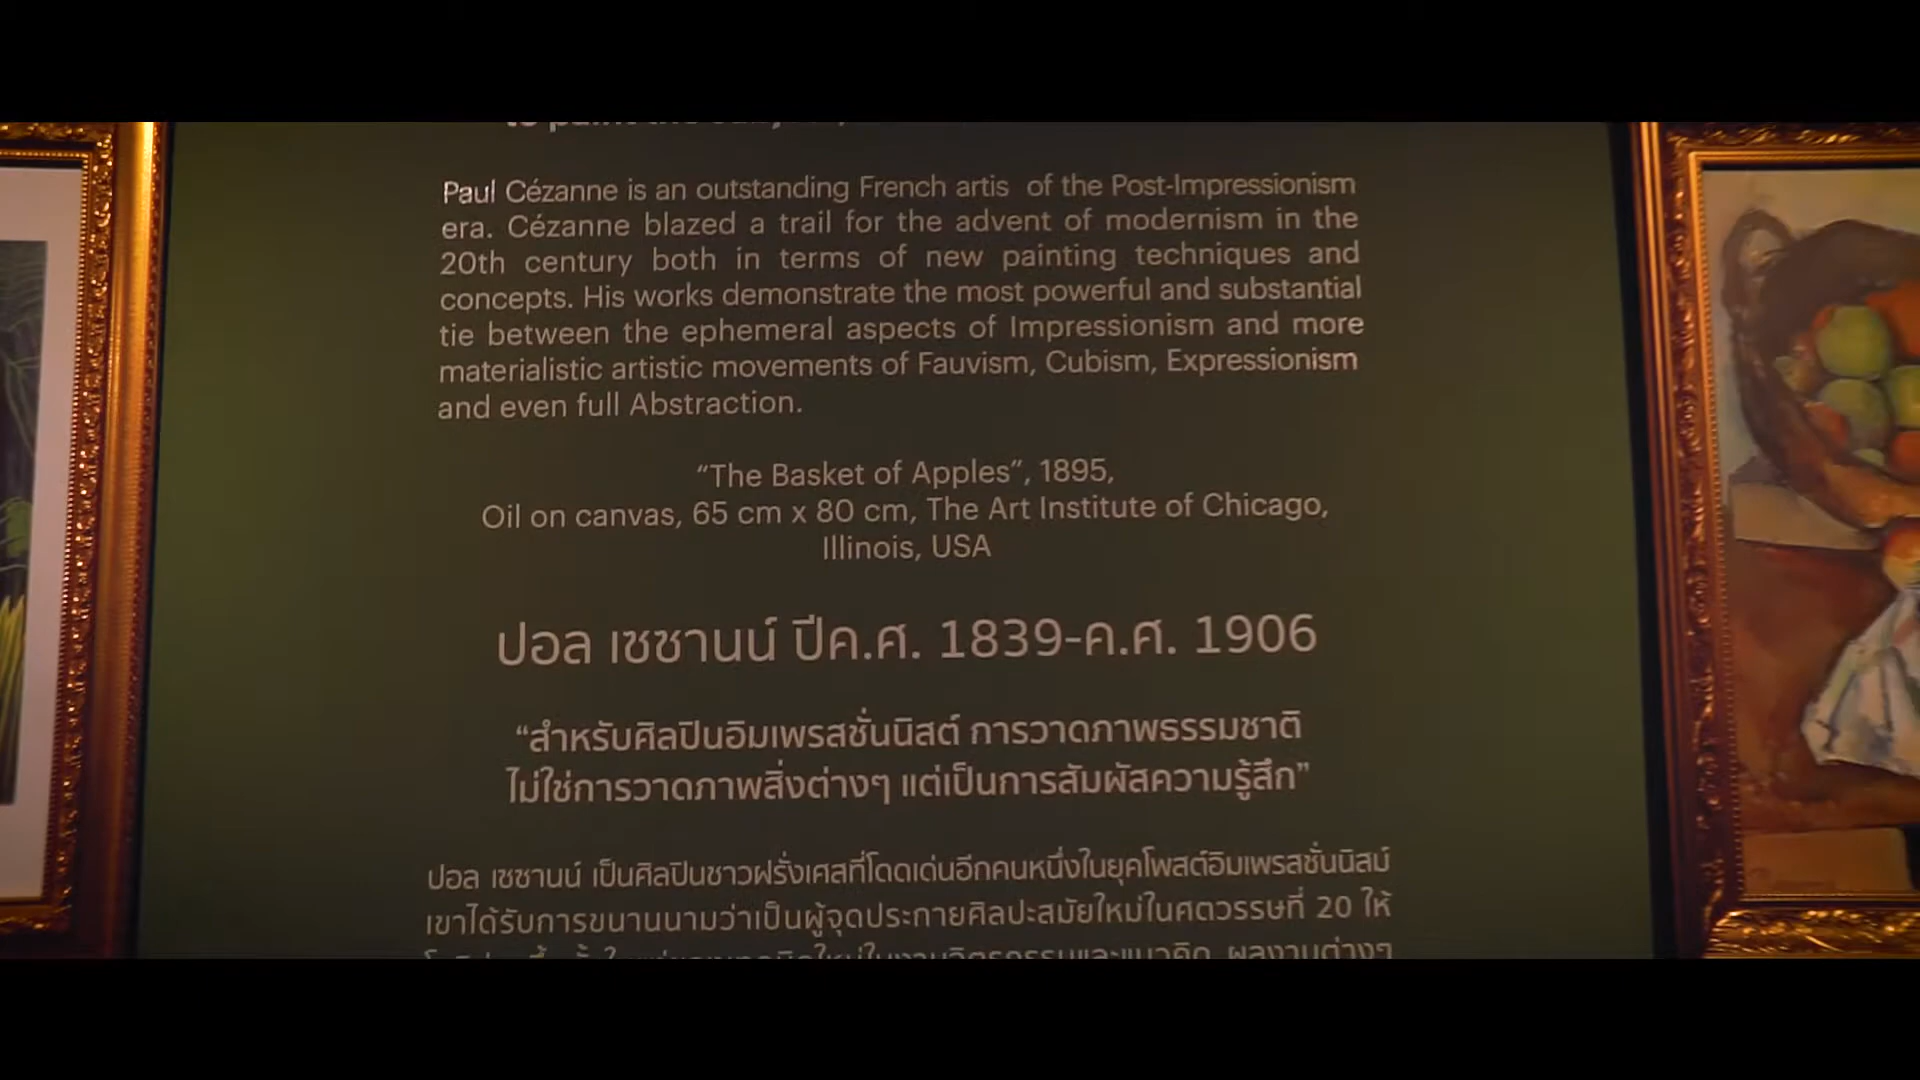 Paul Cézanne is an outstanding French artis of the Post-Impressionism
era. Cézanne blazed a trail for the advent of modernism in the
20th century both in terms of new painting techniques and
concepts. His works demonstrate the most powerful and substantial
tie between the ephemeral aspects of Impressionism and more
materialistic artistic movements of Fauvism, Cubism, Expressionism
and even full Abstraction.
“The Basket of Apples”, 1895,
Oil on canvas, 65 cm x 80 cm, The Art Institute of Chicago,
Illinois, USA
ปอล เซซานน์ ปีค.ศ. 1839-ค.ศ. 1906
“สำหรับศิลปินอิมเพรสชั่นนิสต์ การวาดภาพธรรมชาติ
ไม่ใช่การวาดภาพสิ่งต่างๆ แต่เป็นการสัมผัสความรู้สึก”
ปอล เซซานน์ เป็นศิลปินชาวฝรั่งเศสที่โดดเด่นอีกคนหนึ่งในยุคโพสต์อิมเพรสชั่นนิสม์
เขาได้รับการขนานนามว่าเป็นผู้จุดประกายศิลปะสมัยใหม่ในศตวรรษที่ 20 ให้
ผลงานต่างๆ